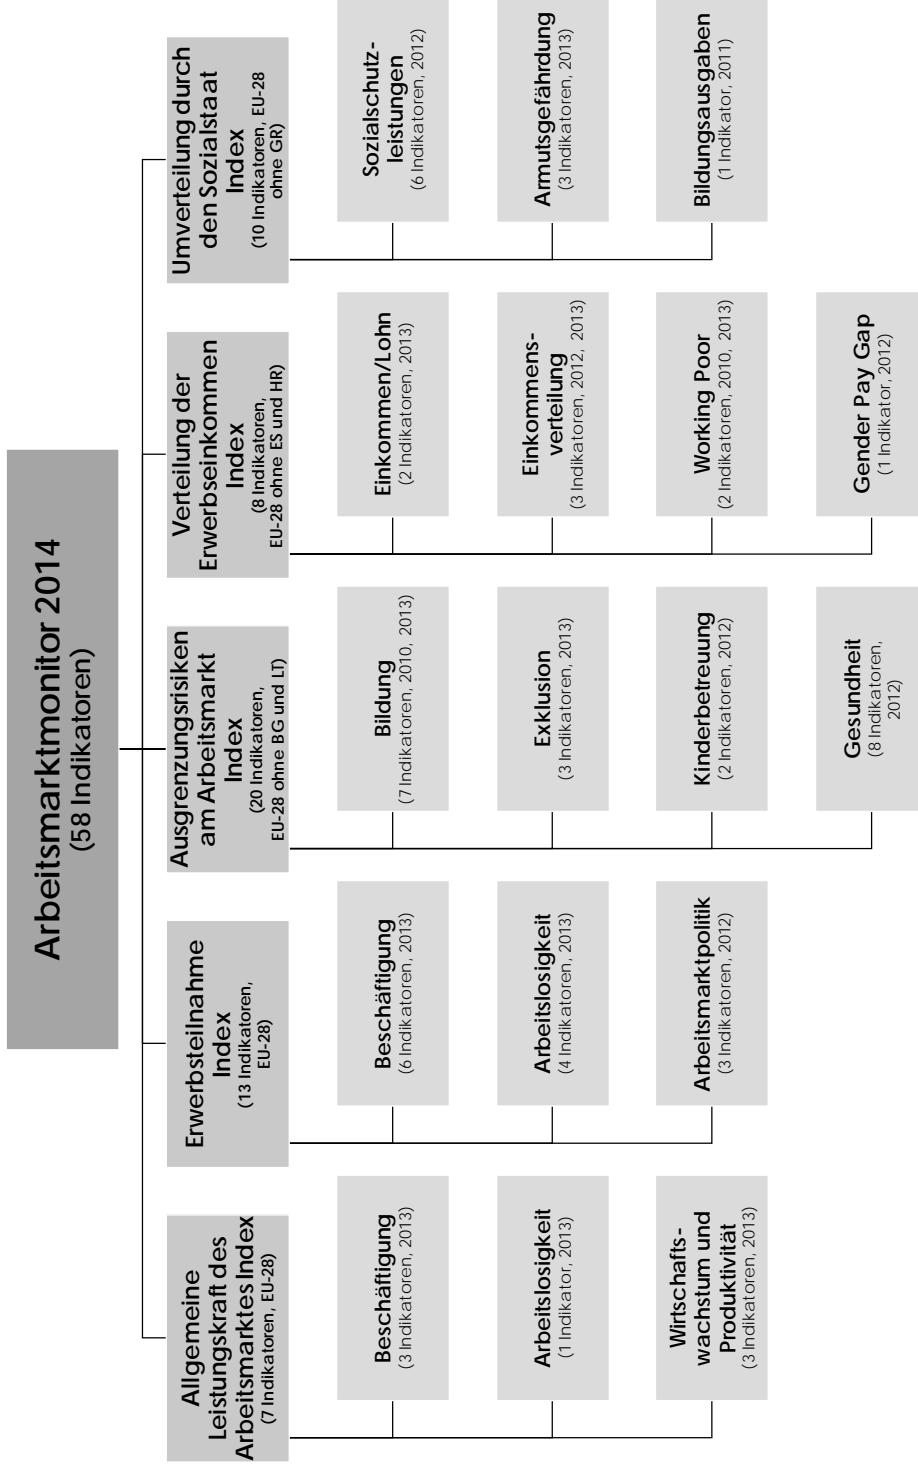 Arbeitsmarktmonitor 2014
(58 Indikatoren)
Allgemeine
Leistungskraft des
Arbeitsmarktes Index
(7 Indikatoren, EU-28)
Beschäftigung
(3 Indikatoren, 2013)
Arbeitslosigkeit
(1 Indikator, 2013)
Wirtschafts-
wachstum und
Produktivität
(3 Indikatoren, 2013)
Erwerbsteilnahme
Index
(13 Indikatoren,
EU-28)
Beschäftigung
(6 Indikatoren, 2013)
Arbeitslosigkeit
(4 Indikatoren, 2013)
Arbeitsmarktpolitik
(3 Indikatoren, 2012)
Ausgrenzungsrisiken
am Arbeitsmarkt
Index
(20 Indikatoren,
EU-28 ohne BG und LT)
Bildung
(7 Indikatoren, 2010, 2013)
Exklusion
(3 Indikatoren, 2013)
Kinderbetreuung
(2 Indikatoren, 2012)
Gesundheit
(8 Indikatoren,
2012)
Verteilung der
Erwerbseinkommen
Index
(8 Indikatoren,
EU-28 ohne ES und HR)
Einkommen/Lohn
(2 Indikatoren, 2013)
Einkommens-
verteilung
(3 Indikatoren, 2012, 2013)
Working Poor
(2 Indikatoren, 2010, 2013)
Gender Pay Gap
(1 Indikator, 2012)
Umverteilung durch
den Sozialstaat
Index
(10 Indikatoren, EU-28
ohne GR)
Sozialschutz-
leistungen
(6 Indikatoren, 2012)
Armutsgefährdung
(3 Indikatoren, 2013)
Bildungsausgaben
(1 Indikator, 2011)